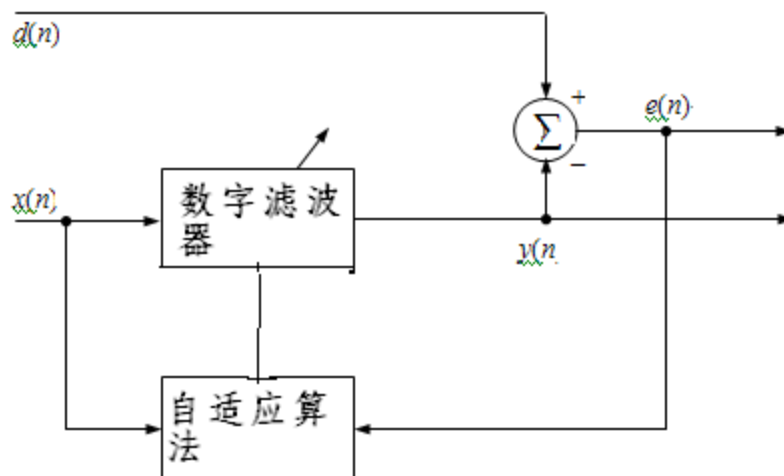 d(n)
+
e(n)
Σ
−
x(n)
数字滤波
器
y(n
自适应算
法